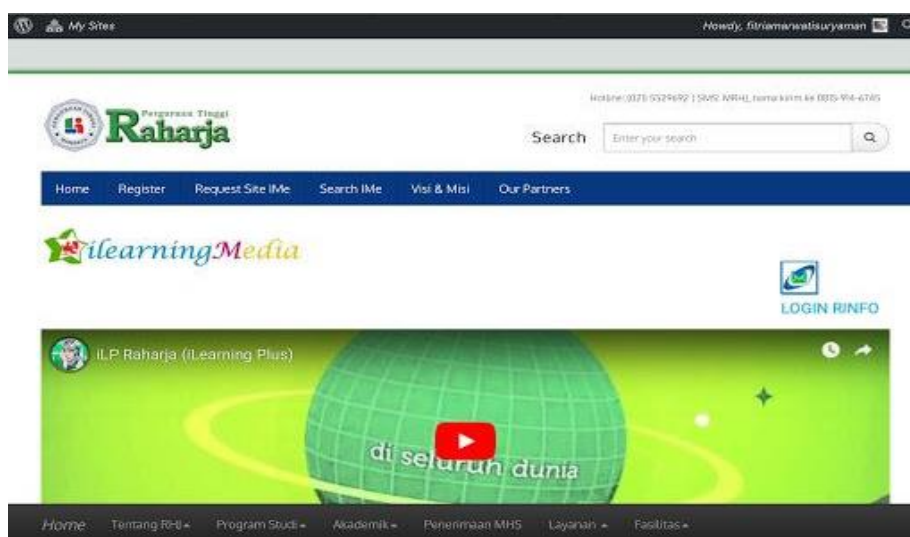 My Sites
Howdy, fitriamarwatisuryaman
Perguruan Tinggi
Raharja
Search
Enter your search
Home Register Request Site IMe Search IMe Visi & Misi Our Partners
ilearningMedia
LOGIN RINFO
iLP Raharja (iLearning Plus)
di seluruh dunia
Home Tentang RHJ Program Studi Akademik Penerimaan MHS Layanan Fasilitas